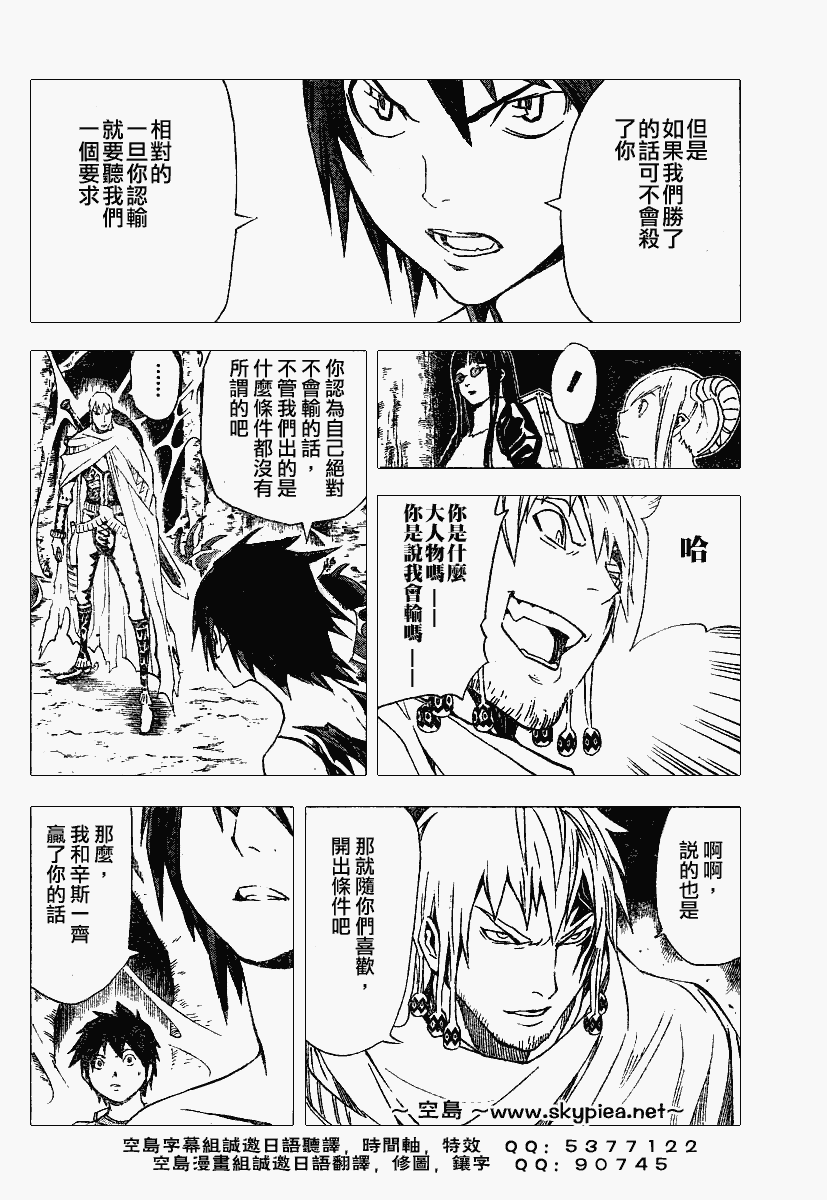 但是
如果我們勝了
的話可不會殺
了你
相對的
一旦你認輸
就要聽我們
一個要求
！
你認為自己絕對
不會輸的話，
不管我們出的是
什麼條件都沒有
所謂的吧
……
哈
你是什麼
大人物嗎——
你是說我會輸嗎——
啊啊，
説的也是
那就隨你們喜歡，
開出條件吧
那麼，
我和辛斯一齊
贏了你的話
～ 空島 ～www.skypiea.net～
空島字幕組誠邀日語聽譯，時間軸，特效 QQ: 5377122
空島漫畫組誠邀日語翻譯，修圖，鑲字 QQ: 90745